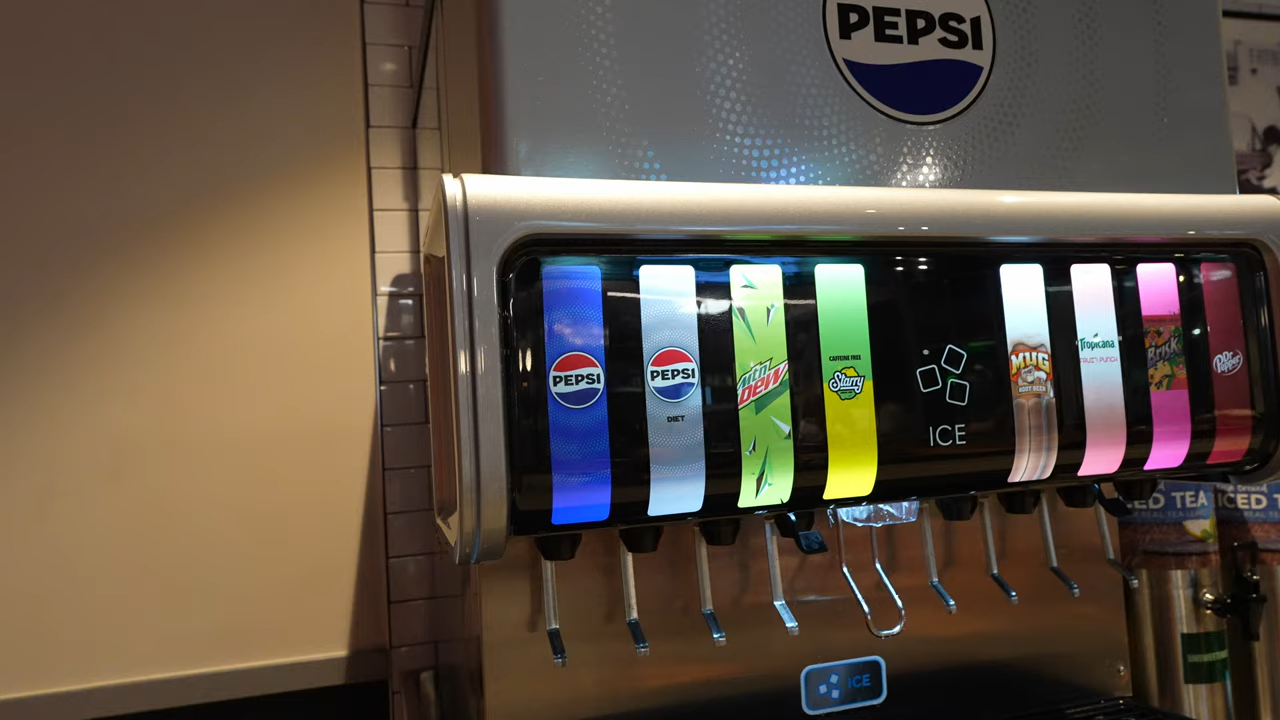 PEPSI
PEPSI
PEPSI
DIET
mtn
DEW
CAFFEINE FREE
Starry
ICE
MUG
ROOT BEER
Tropicana
FRUIT PUNCH
Brisk
Dr Pepper
ICED TEA
ICED T
REAL TEA
ICE